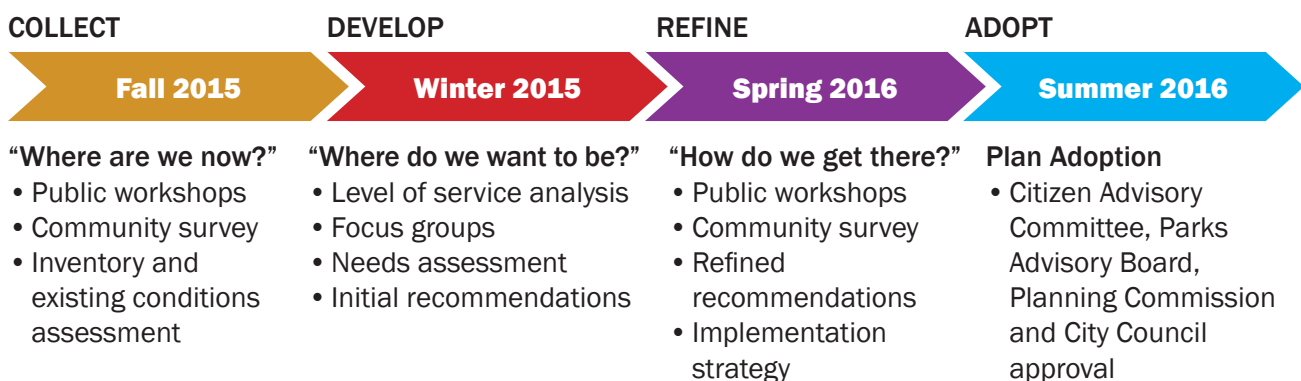 COLLECT
DEVELOP
REFINE
ADOPT
Fall 2015
Winter 2015
Spring 2016
Summer 2016
“Where are we now?”
• Public workshops
• Community survey
• Inventory and
existing conditions
assessment
“Where do we want to be?”
• Level of service analysis
• Focus groups
• Needs assessment
• Initial recommendations
“How do we get there?”
• Public workshops
• Community survey
• Refined
recommendations
• Implementation
strategy
Plan Adoption
• Citizen Advisory
Committee, Parks
Advisory Board,
Planning Commission
and City Council
approval